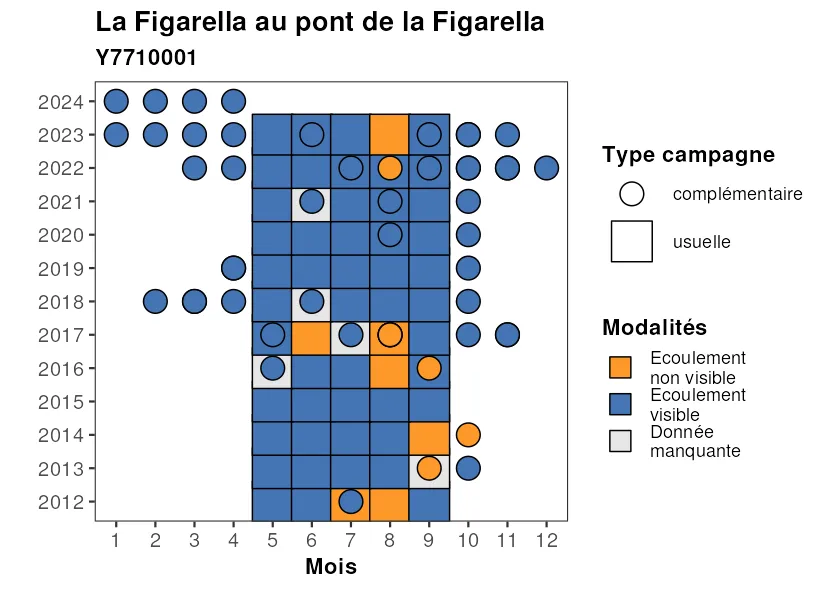 La Figarella au pont de la Figarella
Y7710001
2024
2023
2022
2021
2020
2019
2018
2017
2016
2015
2014
2013
2012
1 2 3 4 5 6 7 8 9 10 11 12
Mois
Type campagne
complémentaire
usuelle
Modalités
Ecoulement
non visible
Ecoulement
visible
Donnée
manquante